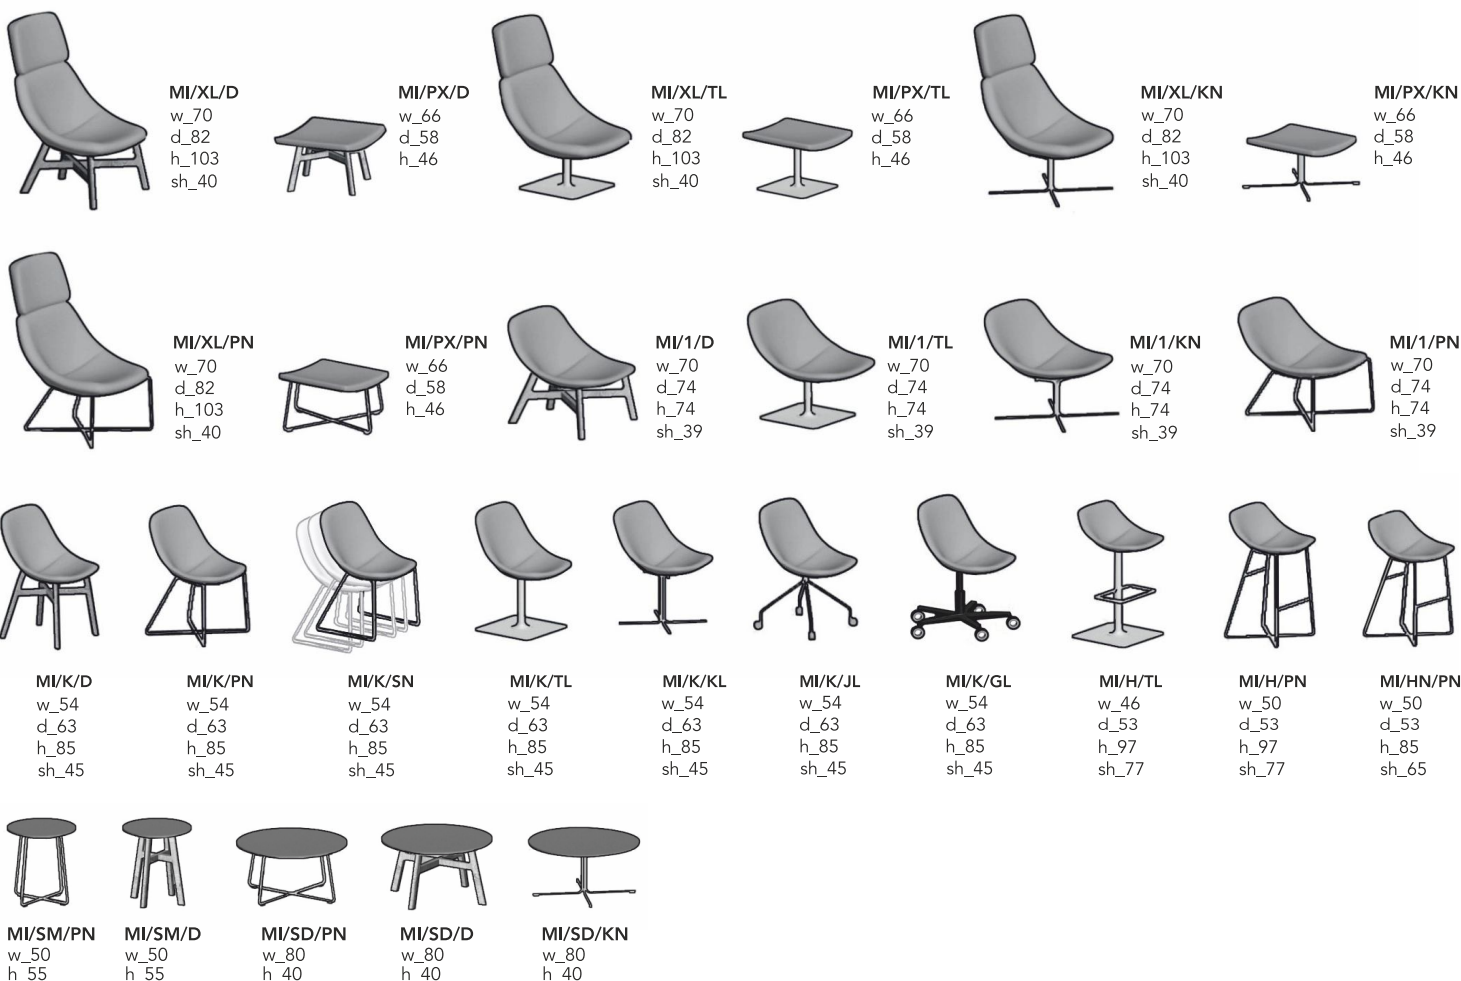 MI/XL/D
w_70
d_82
h_103
sh_40
MI/PX/D
w_66
d_58
h_46
MI/XL/TL
w_70
d_82
h_103
sh_40
MI/PX/TL
w_66
d_58
h_46
MI/XL/KN
w_70
d_82
h_103
sh_40
MI/PX/KN
w_66
d_58
h_46
MI/XL/PN
w_70
d_82
h_103
sh_40
MI/PX/PN
w_66
d_58
h_46
MI/1/D
w_70
d_74
h_74
sh_39
MI/1/TL
w_70
d_74
h_74
sh_39
MI/1/KN
w_70
d_74
h_74
sh_39
MI/1/PN
w_70
d_74
h_74
sh_39
MI/K/D
w_54
d_63
h_85
sh_45
MI/K/PN
w_54
d_63
h_85
sh_45
MI/K/SN
w_54
d_63
h_85
sh_45
MI/K/TL
w_54
d_63
h_85
sh_45
MI/K/KL
w_54
d_63
h_85
sh_45
MI/K/JL
w_54
d_63
h_85
sh_45
MI/K/GL
w_54
d_63
h_85
sh_45
MI/H/TL
w_46
d_53
h_97
sh_77
MI/H/PN
w_50
d_53
h_97
sh_77
MI/HN/PN
w_50
d_53
h_85
sh_65
MI/SM/PN
w_50
h_55
MI/SM/D
w_50
h_55
MI/SD/PN
w_80
h_40
MI/SD/D
w_80
h_40
MI/SD/KN
w_80
h_40